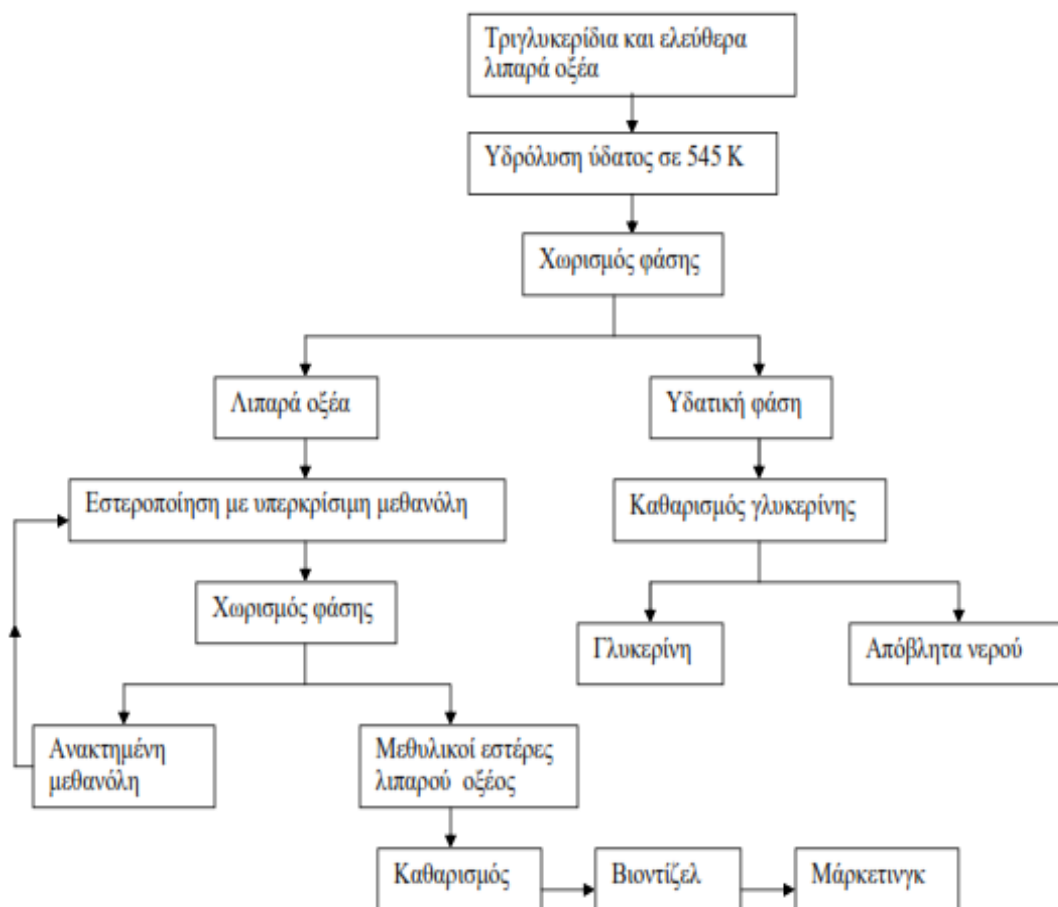 Τριγλυκερίδια και ελεύθερα
λιπαρά οξέα
Υδρόλυση ύδατος σε 545 Κ
Χωρισμός φάσης
Λιπαρά οξέα
Υδατική φάση
Εστεροποίηση με υπερκρίσιμη μεθανόλη
Καθαρισμός γλυκερίνης
Χωρισμός φάσης
Γλυκερίνη
Απόβλητα νερού
Ανακτημένη
μεθανόλη
Μεθυλικοί εστέρες
λιπαρού οξέος
Καθαρισμός
Βιοντίζελ
Μάρκετινγκ